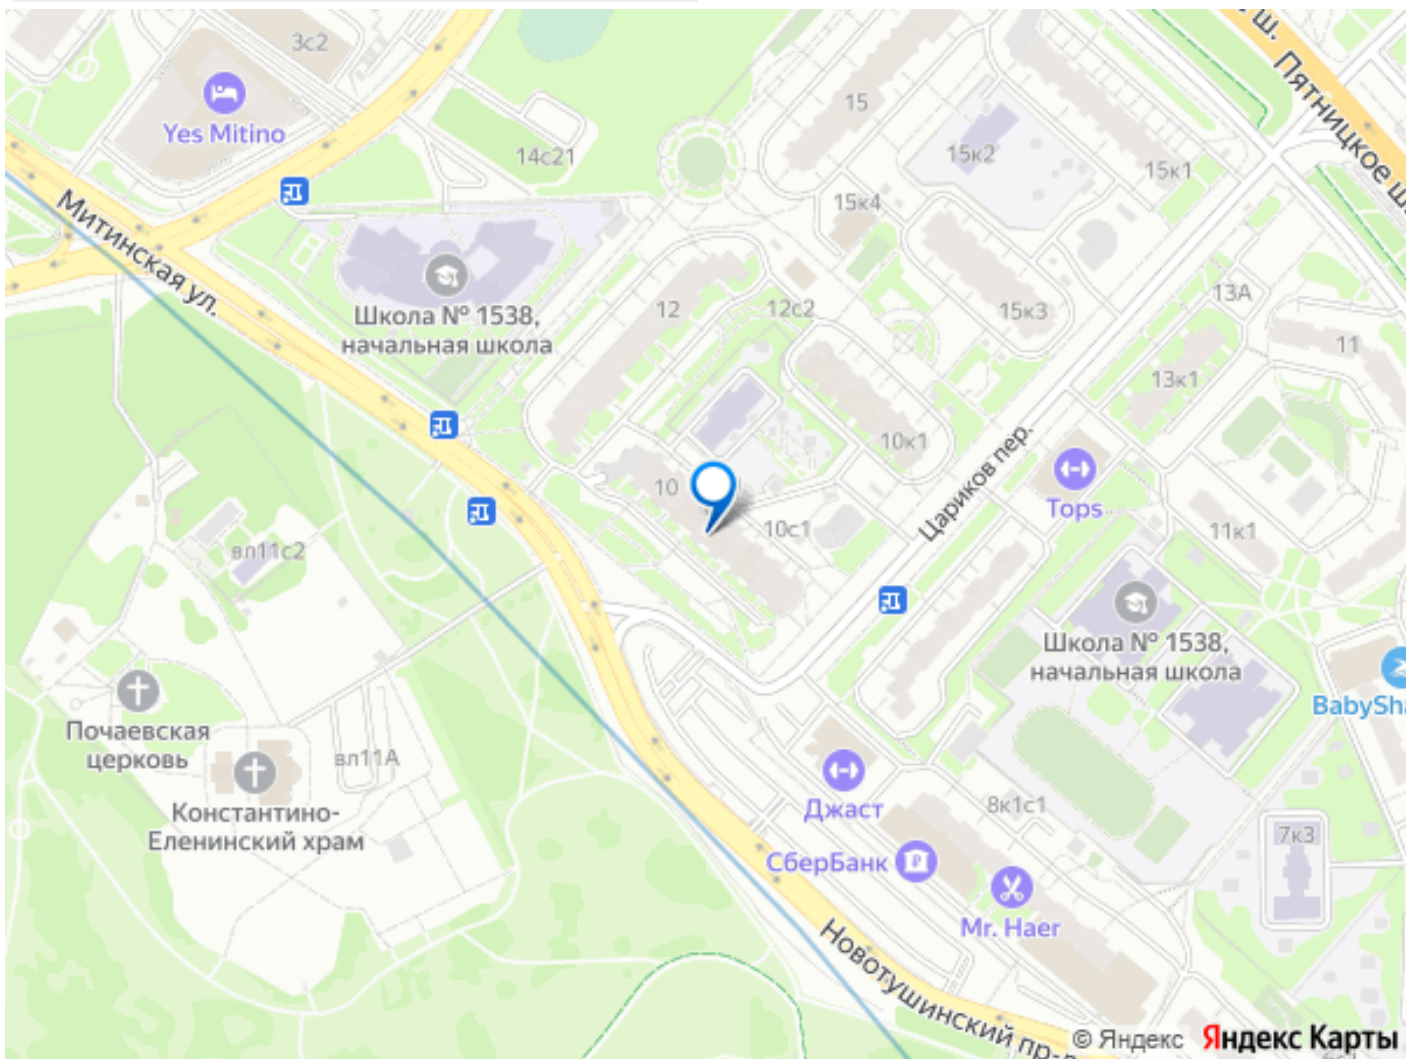 3с2
ш. Пятницкое ш.
Yes Mitino
15
14с21
15к2
15к1
Митинская ул.
15к4
Школа № 1538,
начальная школа
12
12с2
15к3
13А
11
13к1
10к1
Цариков пер.
Tops
10
10с1
11к1
вл11с2
Школа № 1538,
начальная школа
BabySha
Почаевская
церковь
вл11А
Константино-
Еленинский храм
Джаст
8к1с1
7к3
СберБанк
Mr. Haer
Новотушинский пр-д
© Яндекс Яндекс Карты